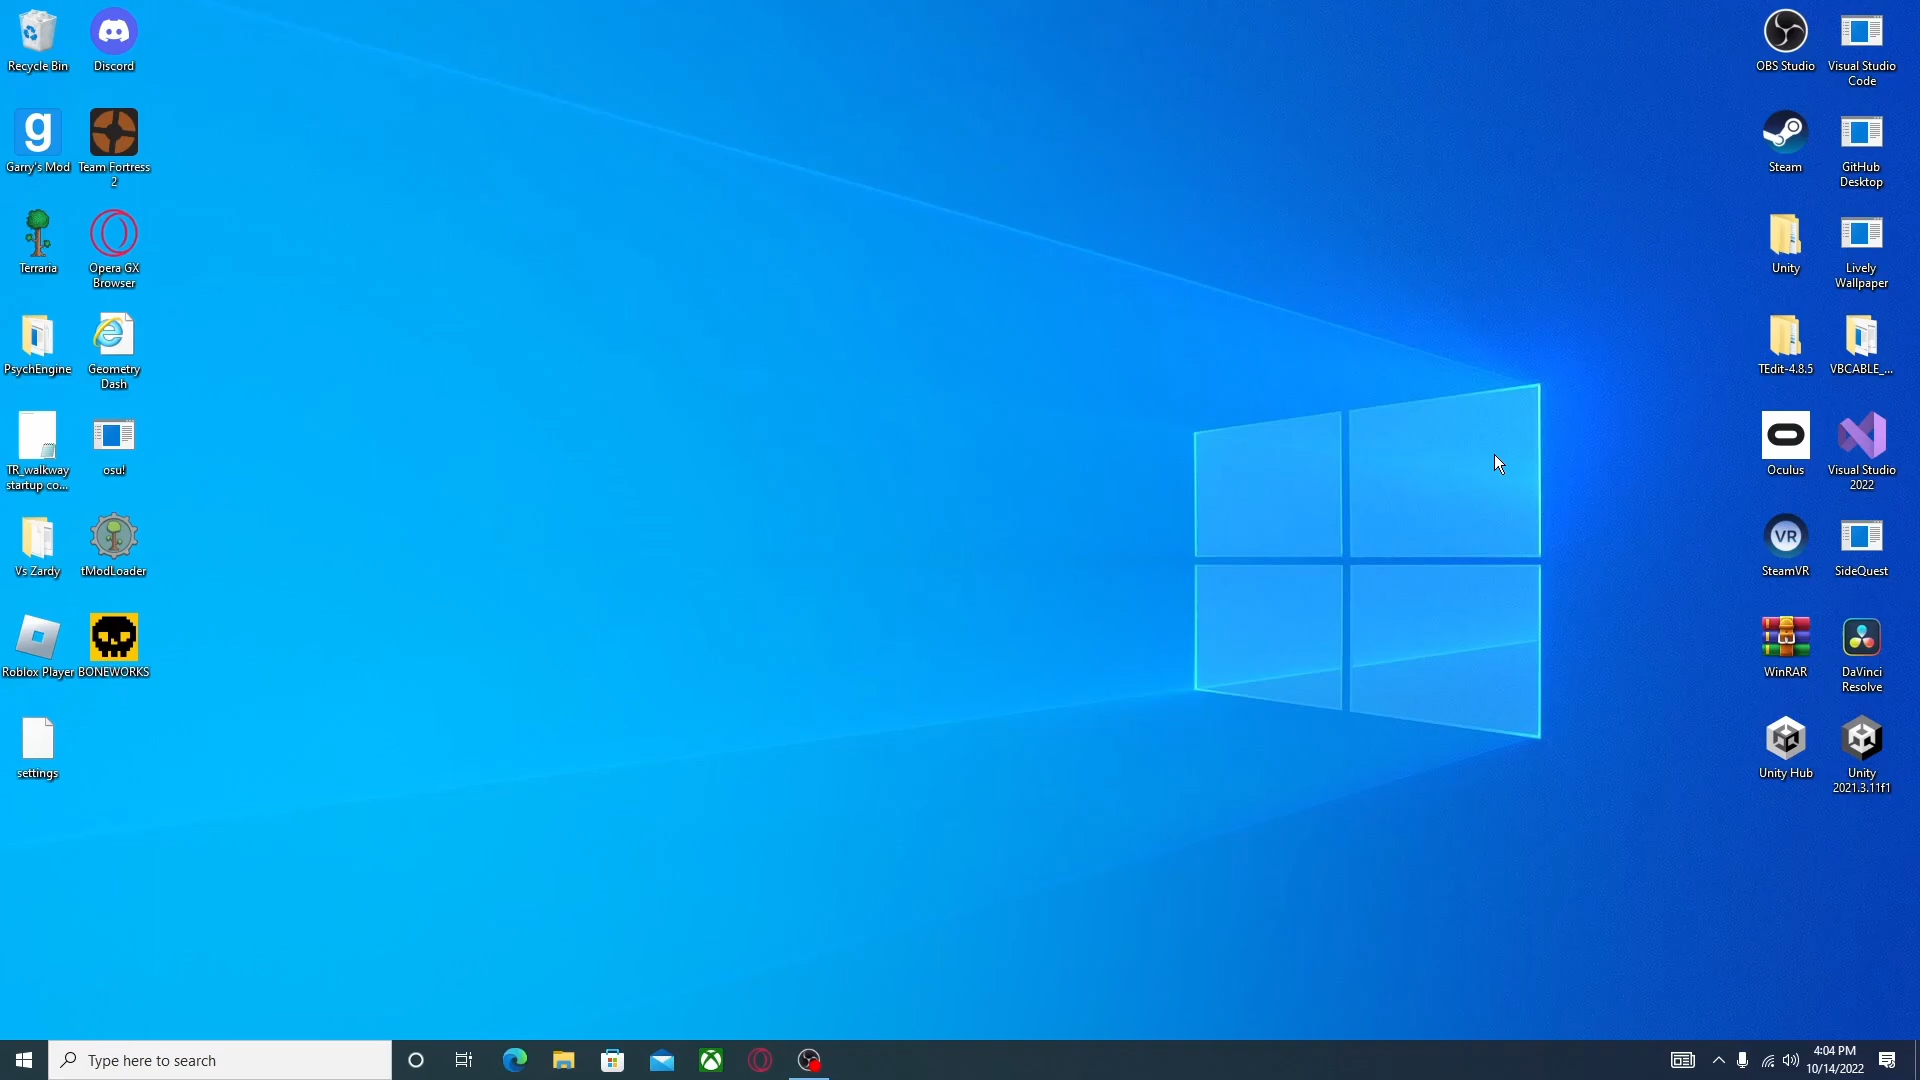 Recycle Bin
Discord
Garry's Mod
Team Fortress
2
Terraria
Opera GX
Browser
PsychEngine
Geometry
Dash
TR_walkway
startup co...
osu!
Vs Zardy
tModLoader
Roblox Player
BONEWORKS
settings
OBS Studio
Visual Studio
Code
Steam
GitHub
Desktop
Unity
Lively
Wallpaper
TEdit-4.8.5
VBCABLE_...
Oculus
Visual Studio
2022
VR
SteamVR
SideQuest
WinRAR
DaVinci
Resolve
Unity Hub
Unity
2021.3.11f1
Type here to search
4:04 PM
10/14/2022